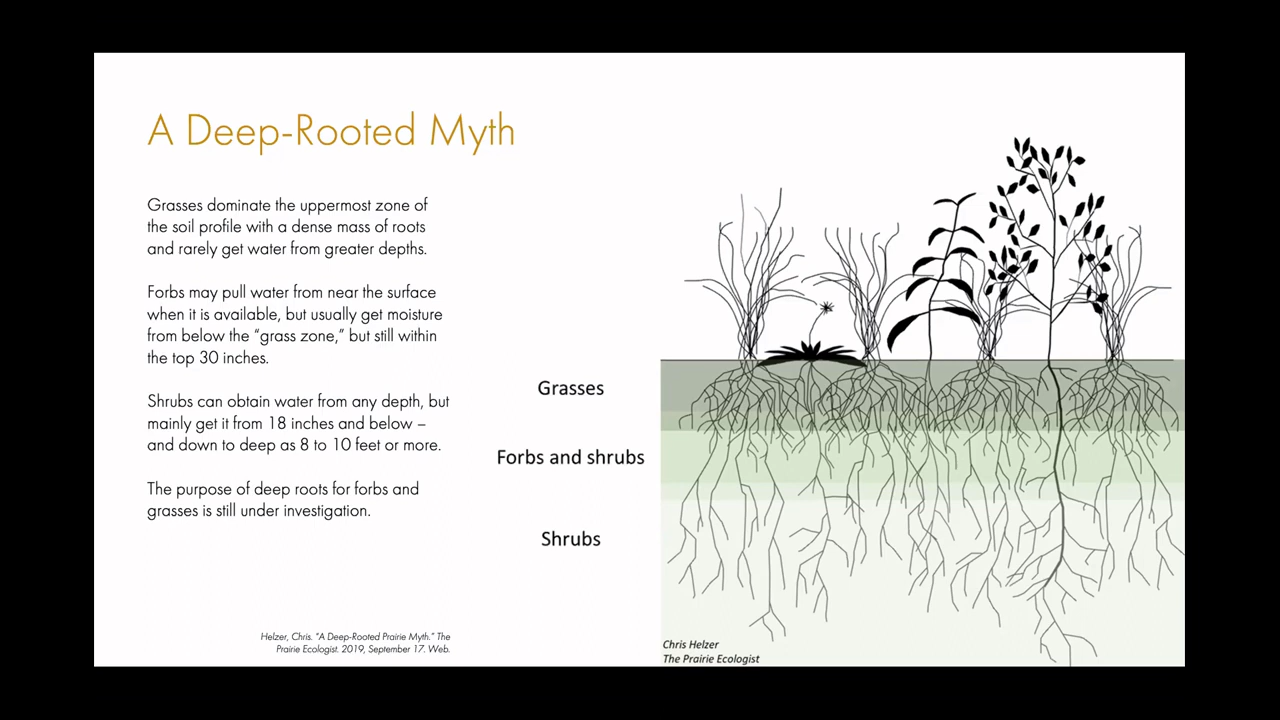 A Deep-Rooted Myth
Grasses dominate the uppermost zone of
the soil profile with a dense mass of roots
and rarely get water from greater depths.
Forbs may pull water from near the surface
when it is available, but usually get moisture
from below the “grass zone,” but still within
the top 30 inches.
Shrubs can obtain water from any depth, but
mainly get it from 18 inches and below –
and down to deep as 8 to 10 feet or more.
The purpose of deep roots for forbs and
grasses is still under investigation.
Helzer, Chris. “A Deep-Rooted Prairie Myth.” The
Prairie Ecologist. 2019, September 17. Web.
Grasses
Forbs and shrubs
Shrubs
Chris Helzer
The Prairie Ecologist